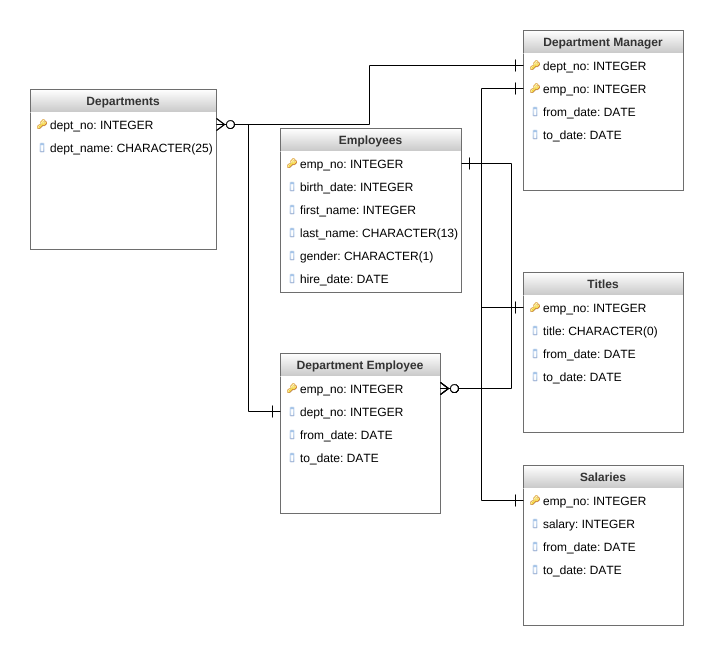 Departments
dept_no: INTEGER
dept_name: CHARACTER(25)
Employees
emp_no: INTEGER
birth_date: INTEGER
first_name: INTEGER
last_name: CHARACTER(13)
gender: CHARACTER(1)
hire_date: DATE
Department Employee
emp_no: INTEGER
dept_no: INTEGER
from_date: DATE
to_date: DATE
Department Manager
dept_no: INTEGER
emp_no: INTEGER
from_date: DATE
to_date: DATE
Titles
emp_no: INTEGER
title: CHARACTER(0)
from_date: DATE
to_date: DATE
Salaries
emp_no: INTEGER
salary: INTEGER
from_date: DATE
to_date: DATE